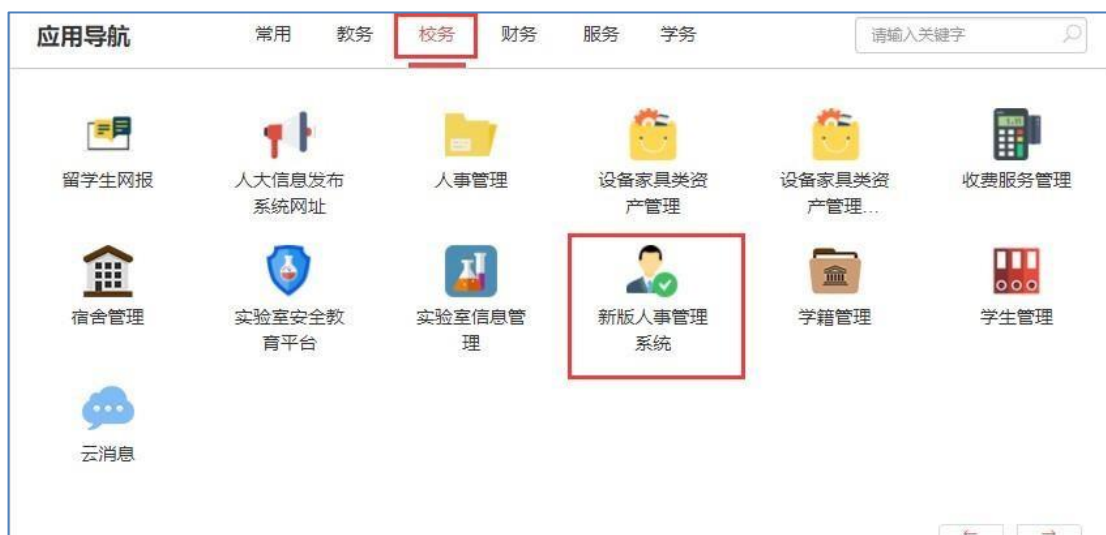 应用导航 常用 教务 校务 财务 服务 学务 请输入关键字
留学生网报 人大信息发布 人事管理 设备家具类资 设备家具类资 收费服务管理
系统网址 产管理 产管理...
宿舍管理 实验室安全教 实验室信息管 新版人事管理 学籍管理 学生管理
育平台 理 系统
云消息